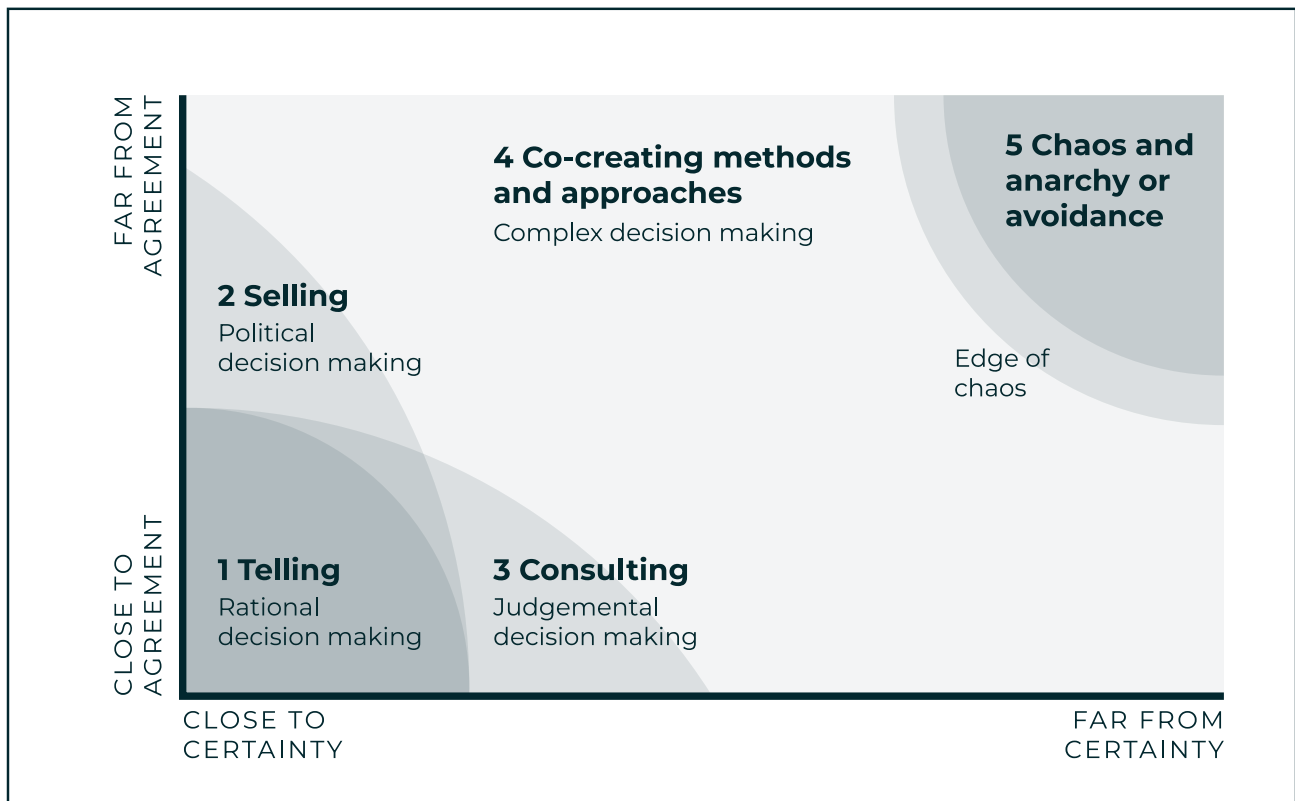 FAR FROM
AGREEMENT
4 Co-creating methods
and approaches
Complex decision making
5 Chaos and
anarchy or
avoidance
2 Selling
Political
decision making
Edge of
chaos
CLOSE TO
AGREEMENT
1 Telling
Rational
decision making
3 Consulting
Judgemental
decision making
CLOSE TO
CERTAINTY
FAR FROM
CERTAINTY